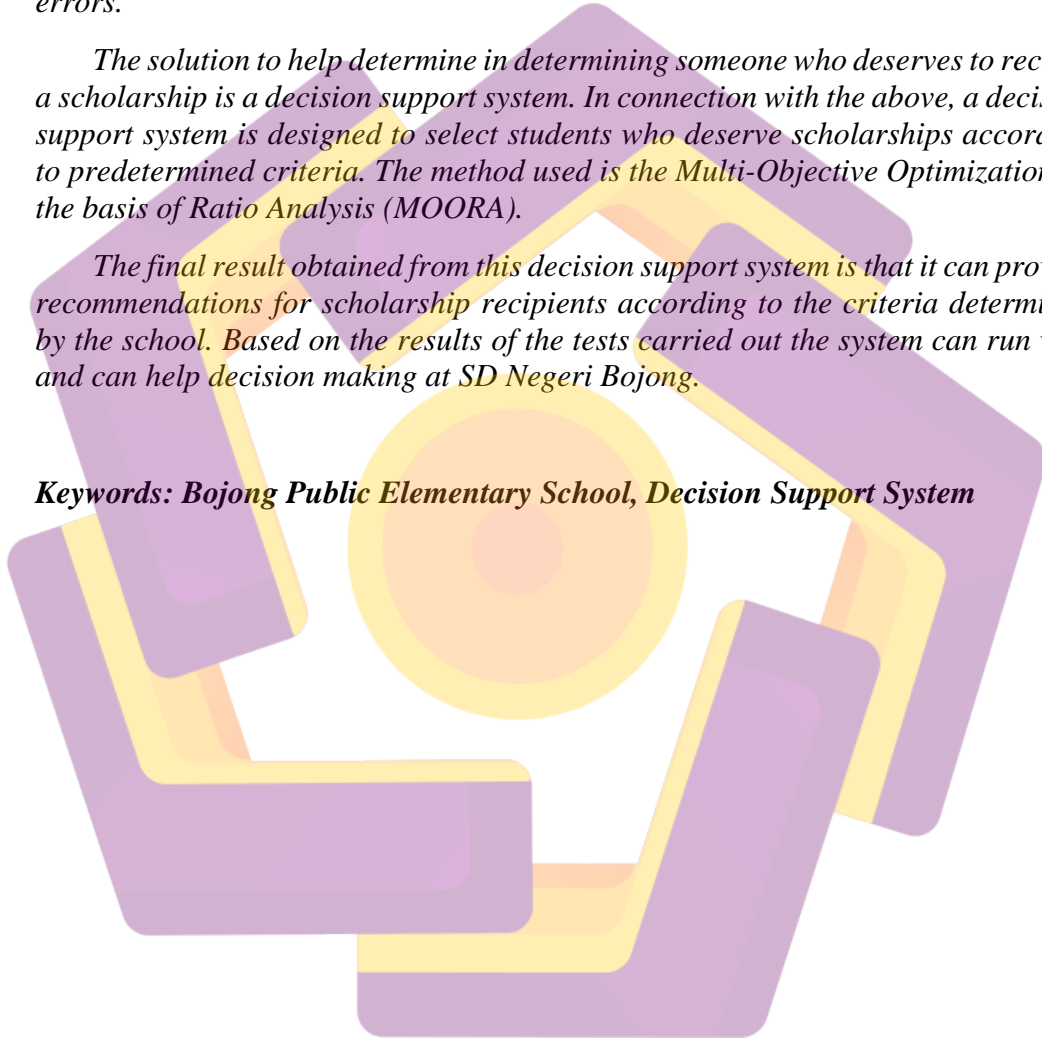 errors.
The solution to help determine in determining someone who deserves to rec
a scholarship is a decision support system. In connection with the above, a decis
support system is designed to select students who deserve scholarships accord
to predetermined criteria. The method used is the Multi-Objective Optimization
the basis of Ratio Analysis (MOORA).
The final result obtained from this decision support system is that it can prov
recommendations for scholarship recipients according to the criteria determi
by the school. Based on the results of the tests carried out the system can run
and can help decision making at SD Negeri Bojong.
Keywords: Bojong Public Elementary School, Decision Support System